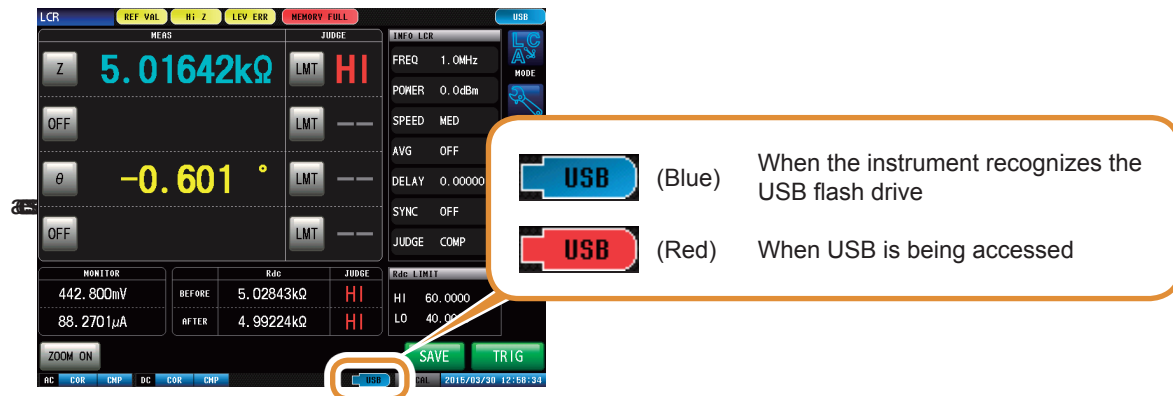 LCR REF VAL Hi Z LEV ERR MEMORY FULL USB
MEAS JUDGE INFO LCR
Z 5.01642kΩ LMT HI
FREQ 1.0MHz
MODE
POWER 0.0dBm
OFF LMT -- SPEED MED
AVG OFF
θ -0.601 ° LMT --
DELAY 0.00000
SYNC OFF
OFF LMT -- JUDGE COMP
MONITOR Rdc JUDGE Rdc LIMIT
442.800mV BEFORE 5.02843kΩ HI HI 60.0000
88.2701μA AFTER 4.99224kΩ HI LO
ZOOM ON SAVE TRIG
AC COR CMP DC COR CMP USB 2015/03/30 12:58:34
USB (Blue) When the instrument recognizes the
USB flash drive
USB (Red) When USB is being accessed